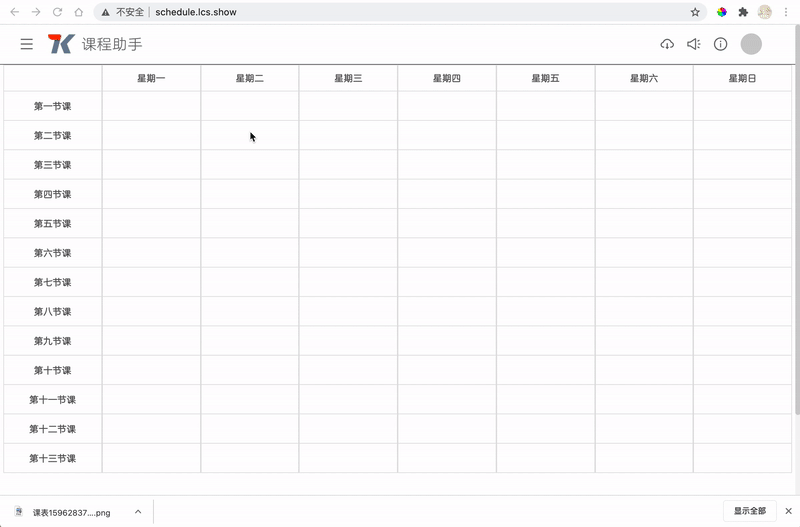 不安全 schedule.lcs.show
课程助手
星期一 星期二 星期三 星期四 星期五 星期六 星期日
第一节课
第二节课
第三节课
第四节课
第五节课
第六节课
第七节课
第八节课
第九节课
第十节课
第十一节课
第十二节课
第十三节课
课表15962837....png 显示全部